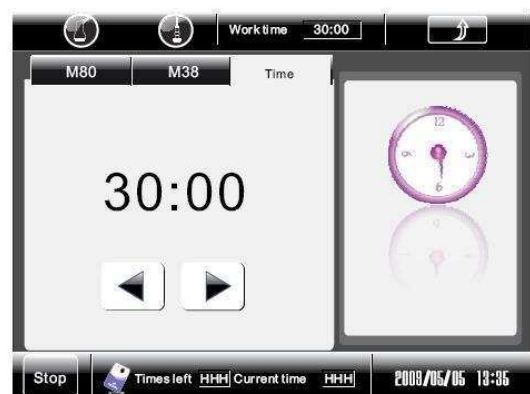 Work time 30:00
M80 M38 Time
12
6
30:00
Stop Times left HHH Current time HHH 2009/05/05 13:35